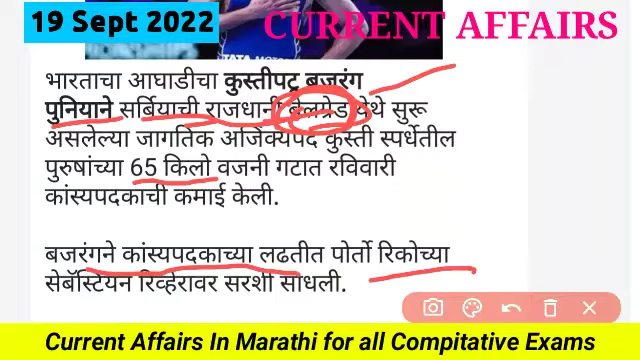 19 Sept 2022
CURRENT AFFAIRS
TATA MOTO
भारताचा आघाडीचा कुस्तीपटू बजरंग
पुनियाने सर्बियाची राजधानी बेलग्रेड येथे सुरू
असलेल्या जागतिक अजिंक्यपद कुस्ती स्पर्धेतील
पुरुषांच्या 65 किलो वजनी गटात रविवारी
कांस्यपदकाची कमाई केली.
बजरंगने कांस्यपदकाच्या लढतीत पोर्तो रिकोच्या
सेबॅस्टियन रिव्हेरावर सरशी साधली.
Current Affairs In Marathi for all Compitative Exams